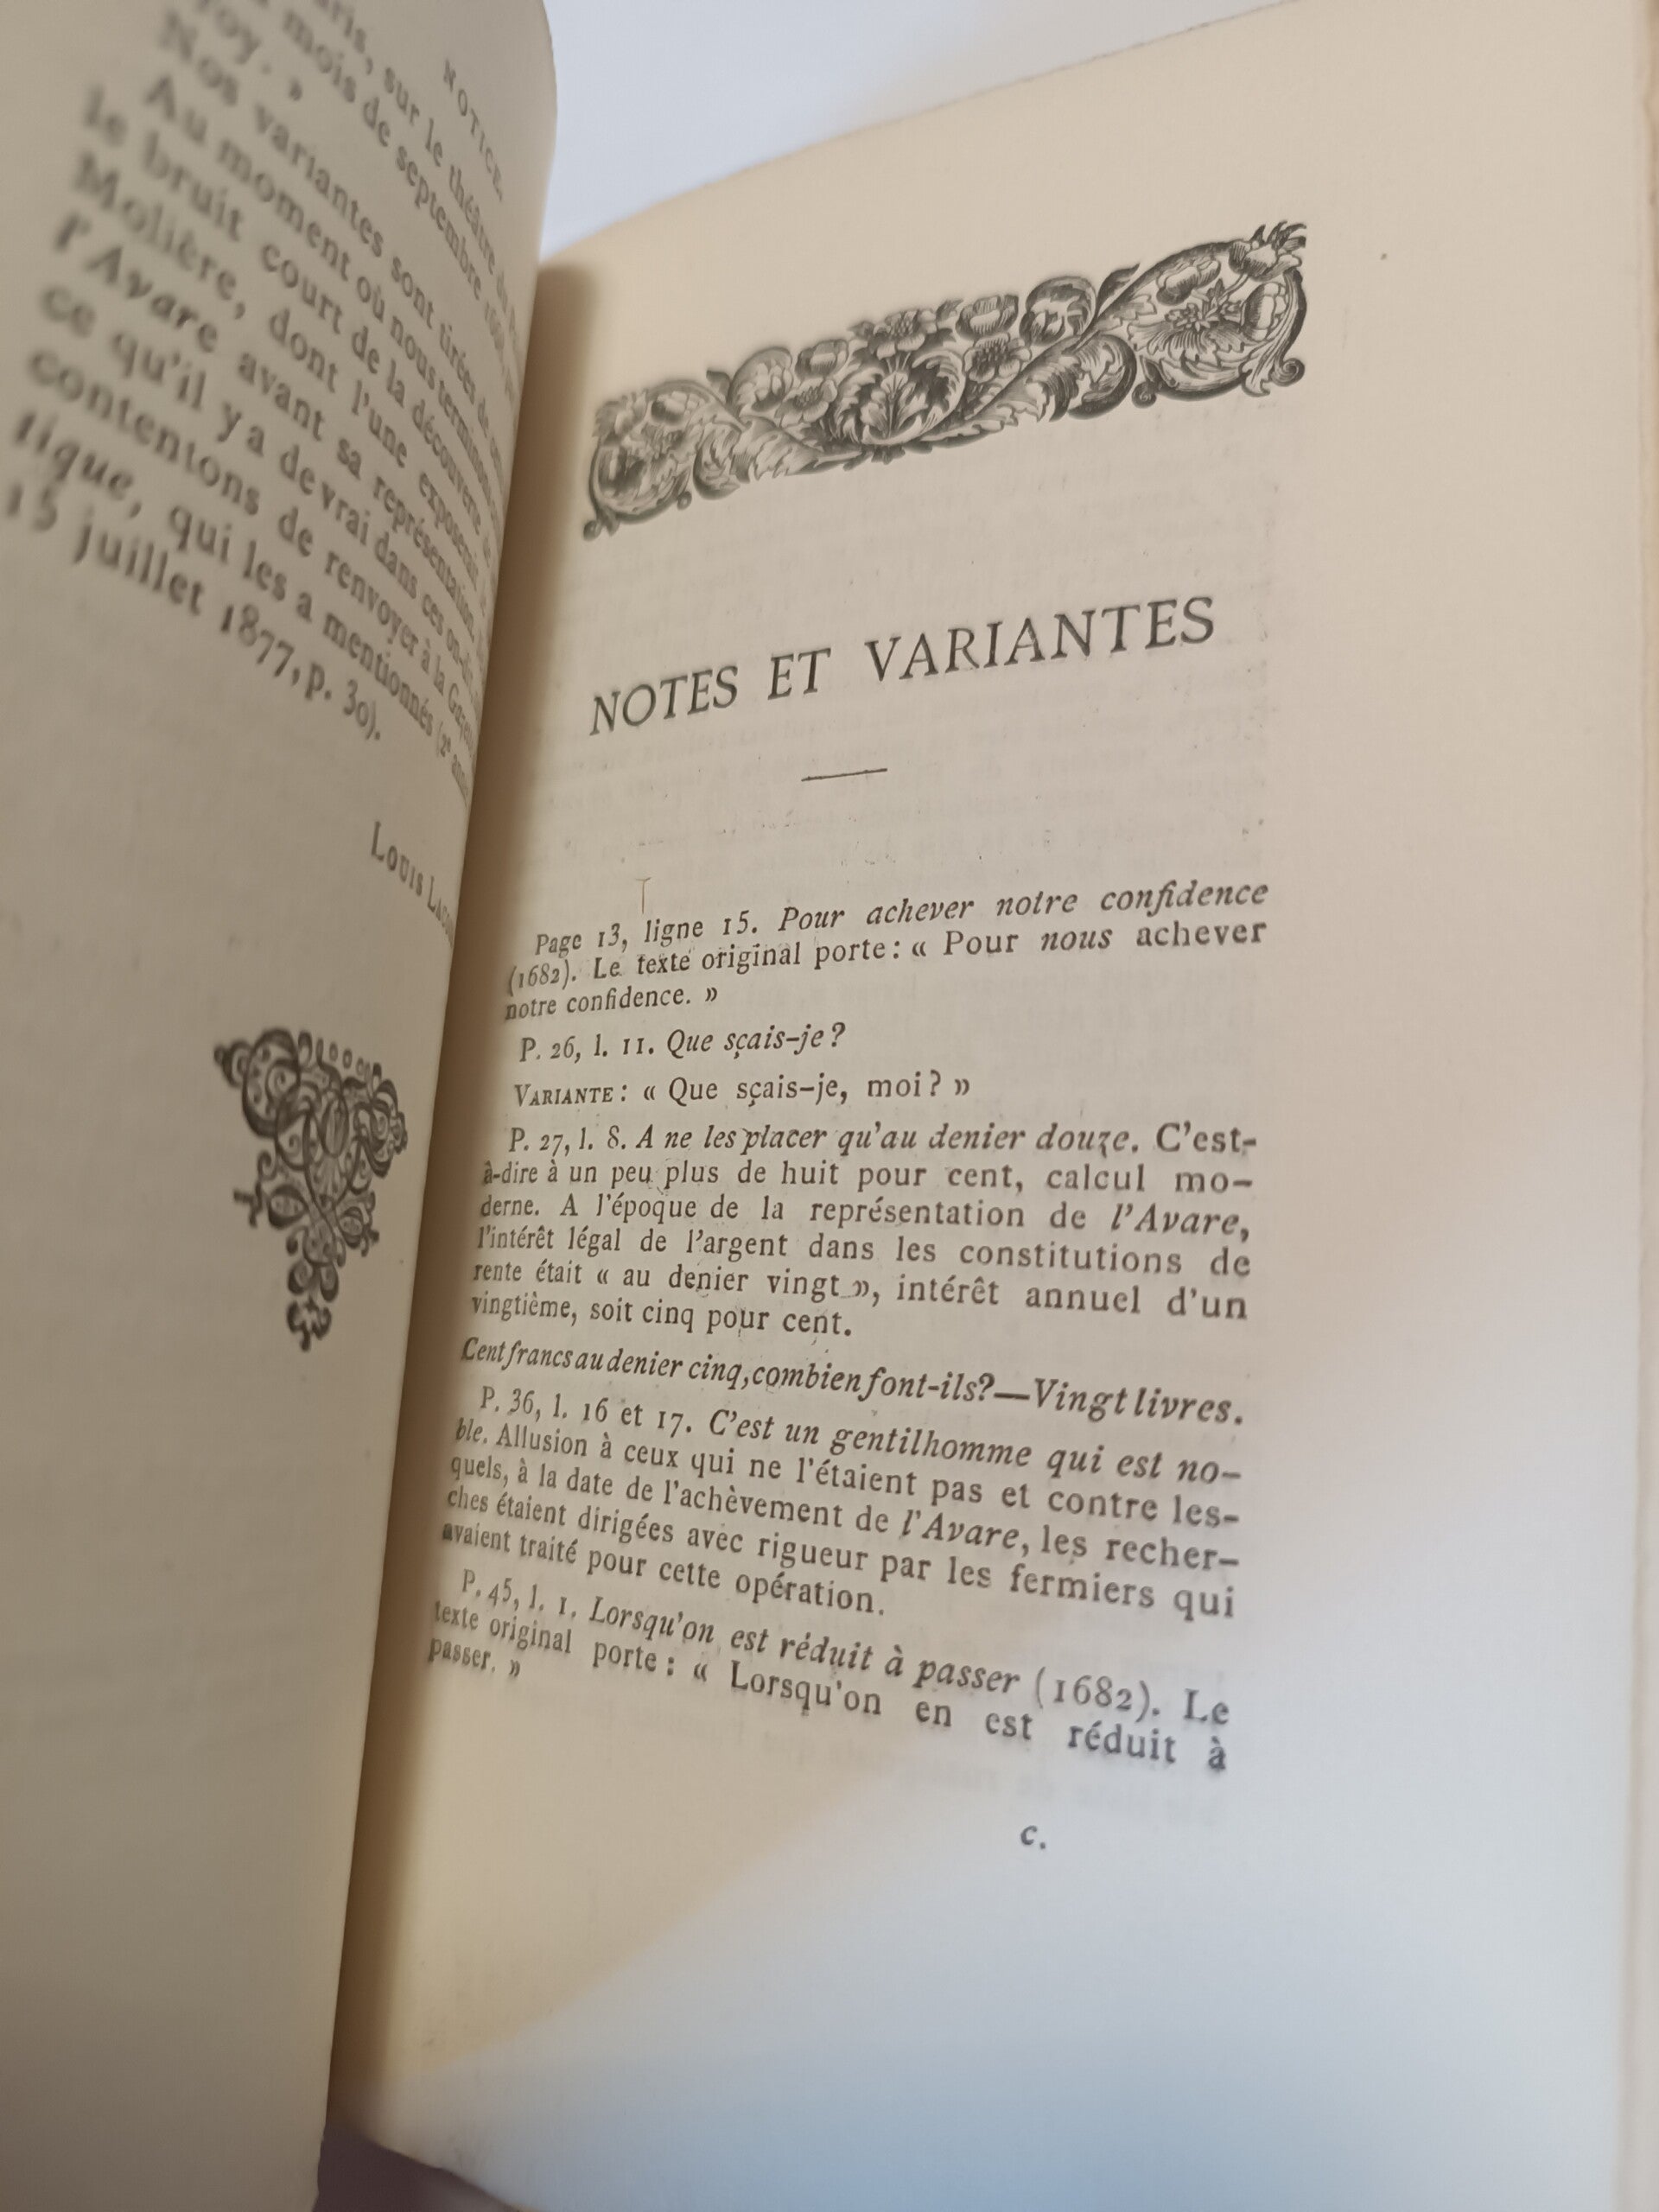 NOTICE.
sur le théâtre
mois de septembre
Nos variantes sont tirées de
Au moment où nous terminons
le bruit court de la découverte
Molière, dont l'une
l'Avare avant sa représentation.
ce qu'il y a de vrai dans ces on-dit,
contentons de renvoyer à la
tique, qui les a mentionnés (2e
15 juillet 1877, p. 30).
LOUIS
NOTES ET VARIANTES
Page 13, ligne 15. Pour achever notre confidence
(1682). Le texte original porte : « Pour nous achever
notre confidence. »
P. 26, l. 11. Que sçais-je ?
VARIANTE : « Que sçais-je, moi ? »
P. 27, l. 8. A ne les placer qu'au denier douze. C'est-
à-dire à un peu plus de huit pour cent, calcul mo-
derne. A l'époque de la représentation de l'Avare,
l'intérêt légal de l'argent dans les constitutions de
rente était « au denier vingt », intérêt annuel d'un
vingtième, soit cinq pour cent.
Cent francs au denier cinq, combien font-ils? — Vingt livres.
P. 36, l. 16 et 17. C'est un gentilhomme qui est no-
ble. Allusion à ceux qui ne l'étaient pas et contre les-
quels, à la date de l'achèvement de l'Avare, les recher-
ches étaient dirigées avec rigueur par les fermiers qui
avaient traité pour cette opération.
P. 45, l. 1. Lorsqu'on est réduit à passer (1682). Le
texte original porte : « Lorsqu'on en est réduit à
passer. »
c.